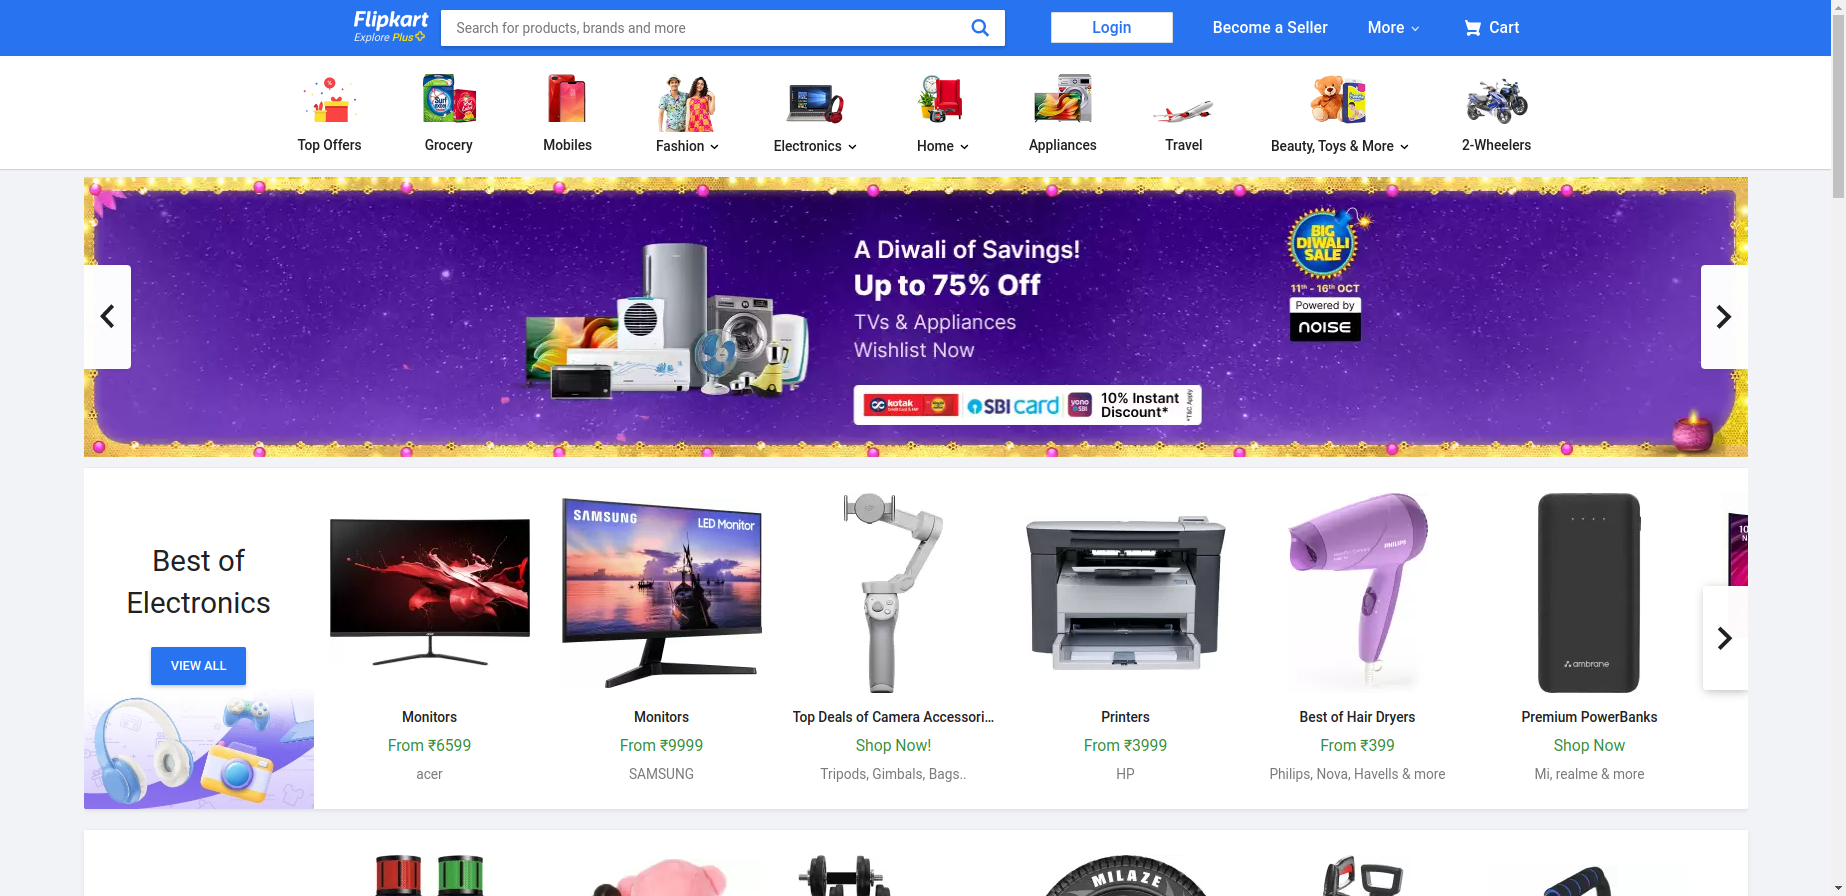 Flipkart
Explore Plus
Search for products, brands and more
Login
Become a Seller
More
Cart
Top Offers
Grocery
Mobiles
Fashion
Electronics
Home
Appliances
Travel
Beauty, Toys & More
2-Wheelers
A Diwali of Savings!
Up to 75% Off
TVs & Appliances
Wishlist Now
kotak
SBI card
yono
SBI
10% Instant
Discount*
*T&C Apply
BIG
DIWALI
SALE
11th - 16th OCT
Powered by
noise
Best of
Electronics
VIEW ALL
SAMSUNG
LED Monitor
PHILIPS
ambrane
10
N
Monitors
From ₹6599
acer
Monitors
From ₹9999
SAMSUNG
Top Deals of Camera Accessori...
Shop Now!
Tripods, Gimbals, Bags..
Printers
From ₹3999
HP
Best of Hair Dryers
From ₹399
Philips, Nova, Havells & more
Premium PowerBanks
Shop Now
Mi, realme & more
MILAZE